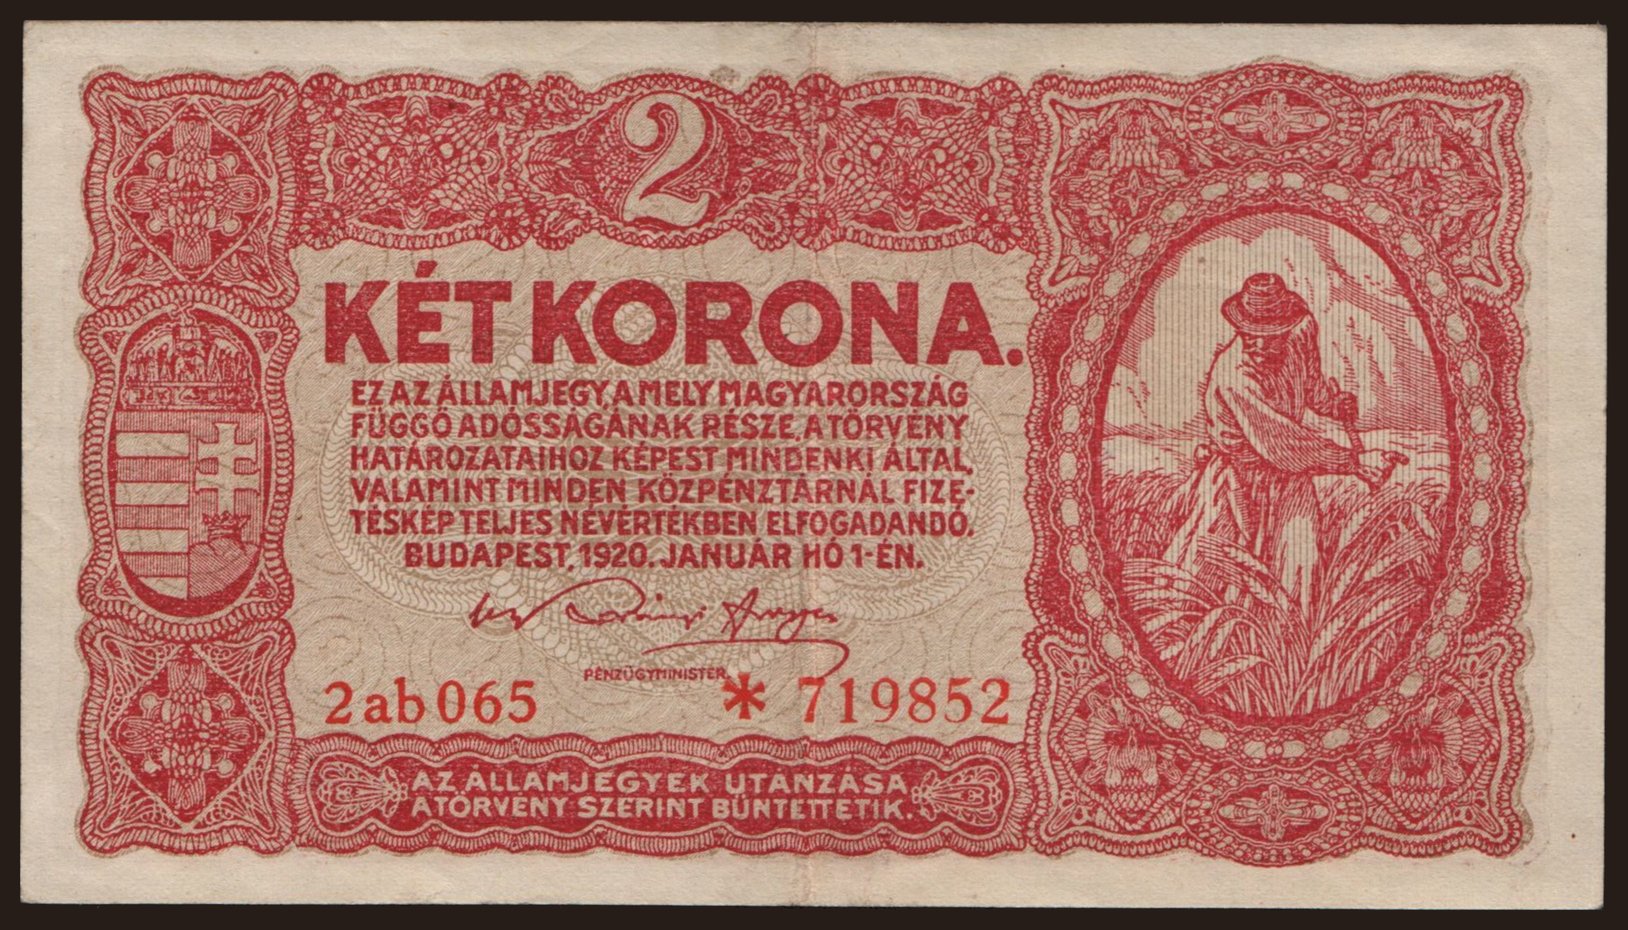 2
KÉT KORONA.
EZ AZ ÁLLAMJEGY, AMELY MAGYARORSZÁG
FÜGGŐ ADÓSSÁGÁNAK RÉSZE, A TÖRVÉNY
HATÁROZATAIHOZ KÉPEST MINDENKI ÁLTAL,
VALAMINT MINDEN KÖZPÉNZTÁRNÁL FIZE-
TÉSKÉP TELJES NÉVÉRTÉKBEN ELFOGADANDÓ.
BUDAPEST, 1920. JANUÁR HÓ 1-ÉN.
PÉNZÜGYMINISTER.
2ab065 * 719852
AZ ÁLLAMJEGYEK UTÁNZÁSA
A TÖRVÉNY SZERINT BÜNTETTETIK.